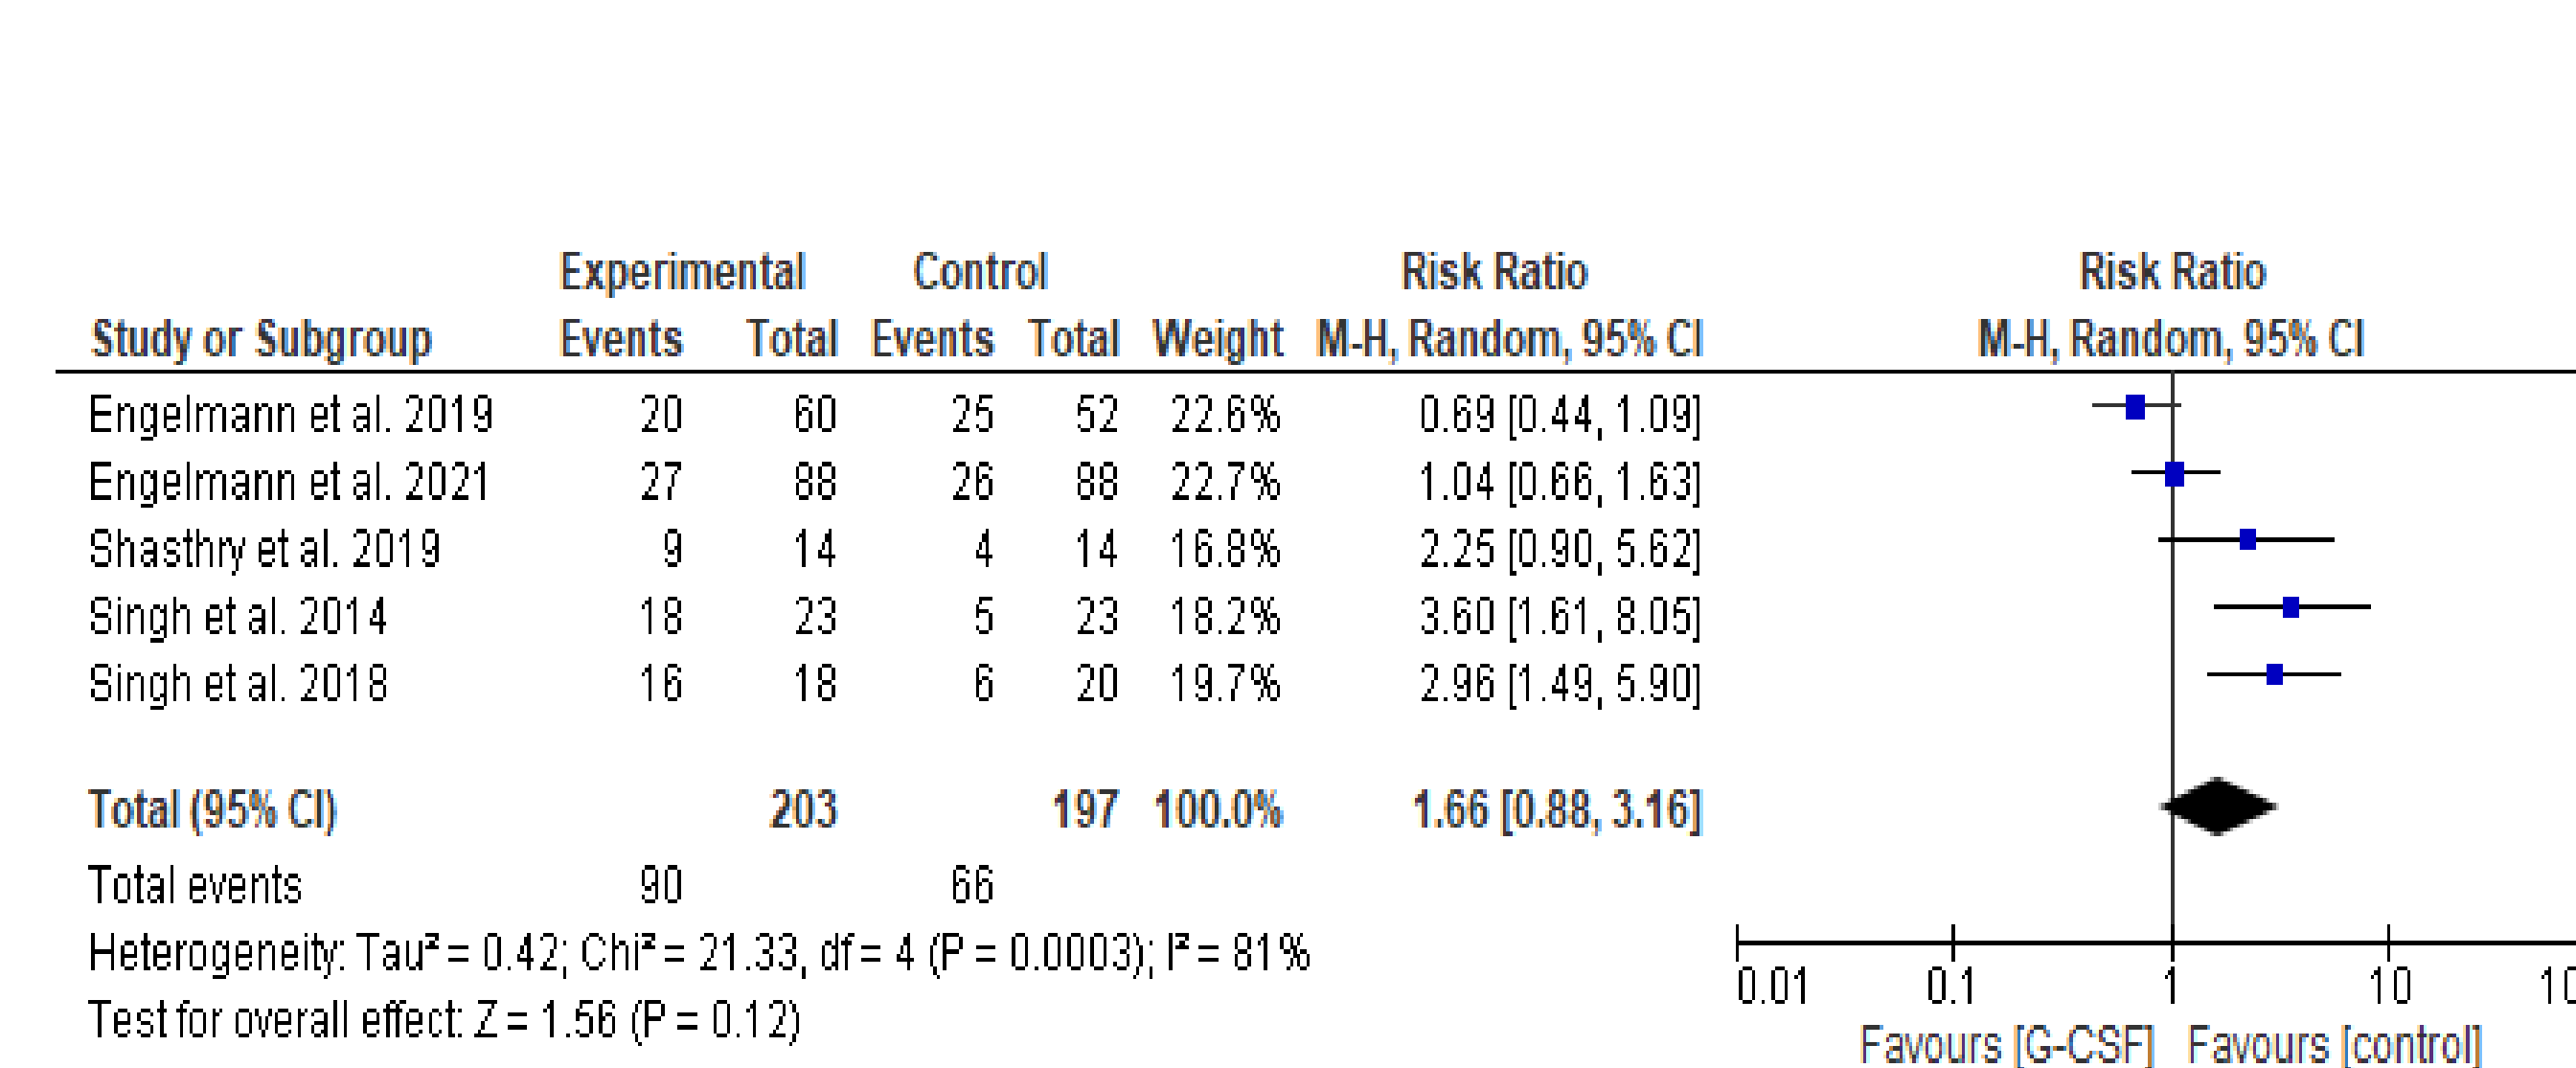 Experimental Control Risk Ratio Risk Ratio
Study or Subgroup Events Total Events Total Weight M-H, Random, 95% CI M-H, Random, 95% CI
Engelmann et al. 2019 20 60 25 52 22.6% 0.69 [0.44, 1.09]
Engelmann et al. 2021 27 88 26 88 22.7% 1.04 [0.66, 1.63]
Shasthry et al. 2019 9 14 4 14 16.8% 2.25 [0.90, 5.62]
Singh et al. 2014 18 23 5 23 18.2% 3.60 [1.61, 8.05]
Singh et al. 2018 16 18 6 20 19.7% 2.96 [1.49, 5.90]
Total (95% CI) 203 197 100.0% 1.66 [0.88, 3.16]
Total events 90 66
Heterogeneity: Tau² = 0.42; Chi² = 21.33, df = 4 (P = 0.0003); I² = 81%
0.01 0.1 1 10
Test for overall effect: Z = 1.56 (P = 0.12)
Favours [G-CSF] Favours [control]